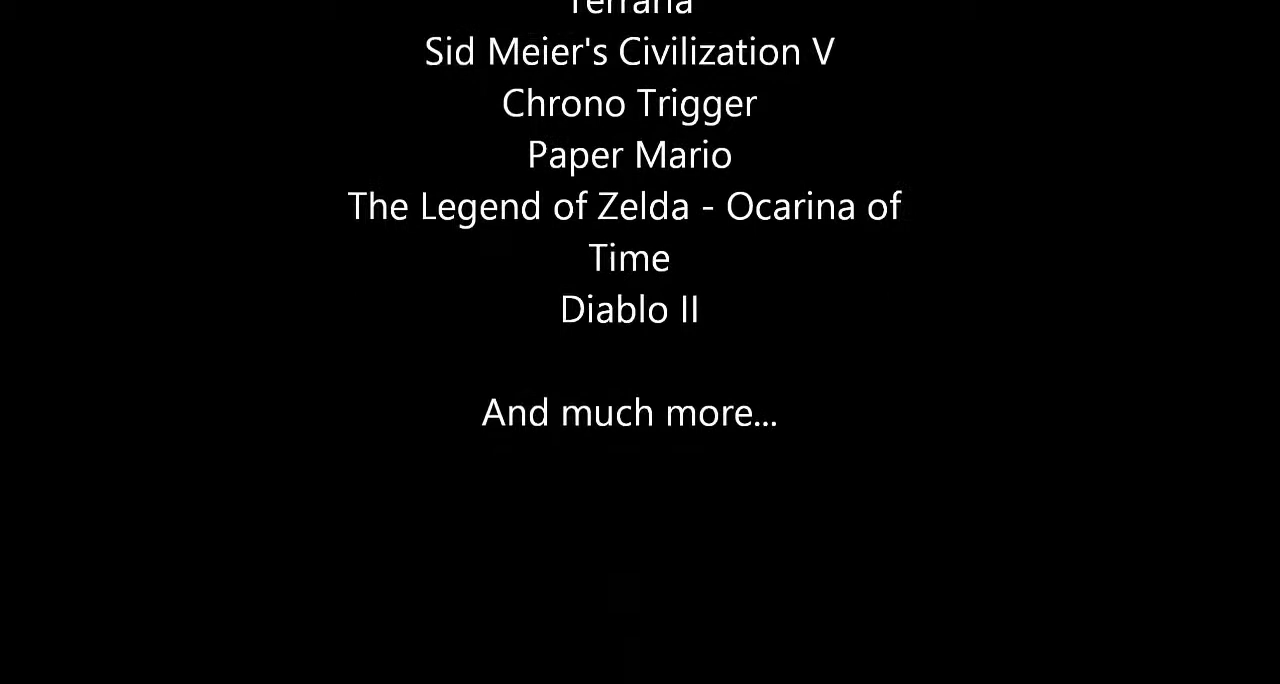 Terraria
Sid Meier's Civilization V
Chrono Trigger
Paper Mario
The Legend of Zelda - Ocarina of
Time
Diablo II

And much more...